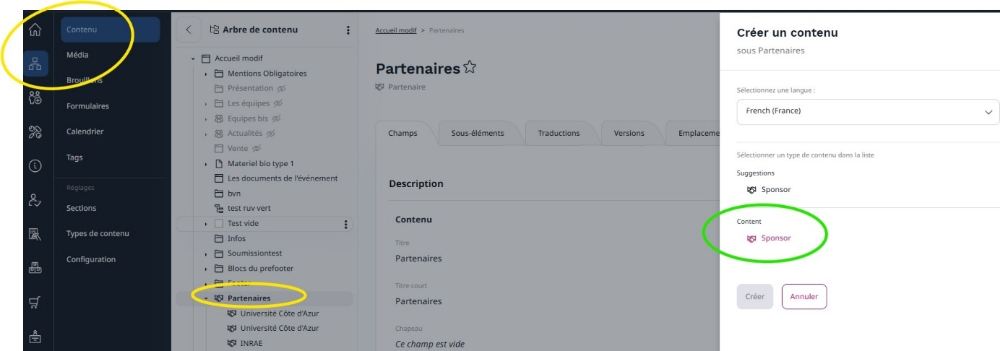 Contenu
Média
Brouillons
Formulaires
Calendrier
Tags
Réglages
Sections
Types de contenu
Configuration
Arbre de contenu
Accueil modif
Mentions Obligatoires
Présentation
Les équipes
Equipes bis
Actualités
Vente
Materiel bio type 1
Les documents de l'événement
bvn
test ruv vert
Test vide
Infos
Soumissiontest
Blocs du prefooter
Footer
Partenaires
Université Côte d'Azur
Université Côte d'Azur
INRAE
Accueil modif > Partenaires
Partenaires
Partenaire
Champs Sous-éléments Traductions Versions Emplaceme
Description
Contenu
Titre
Partenaires
Titre court
Partenaires
Chapeau
Ce champ est vide
Créer un contenu
sous Partenaires
Sélectionnez une langue :
French (France)
Sélectionner un type de contenu dans la liste
Suggestions
Sponsor
Content
Sponsor
Créer Annuler